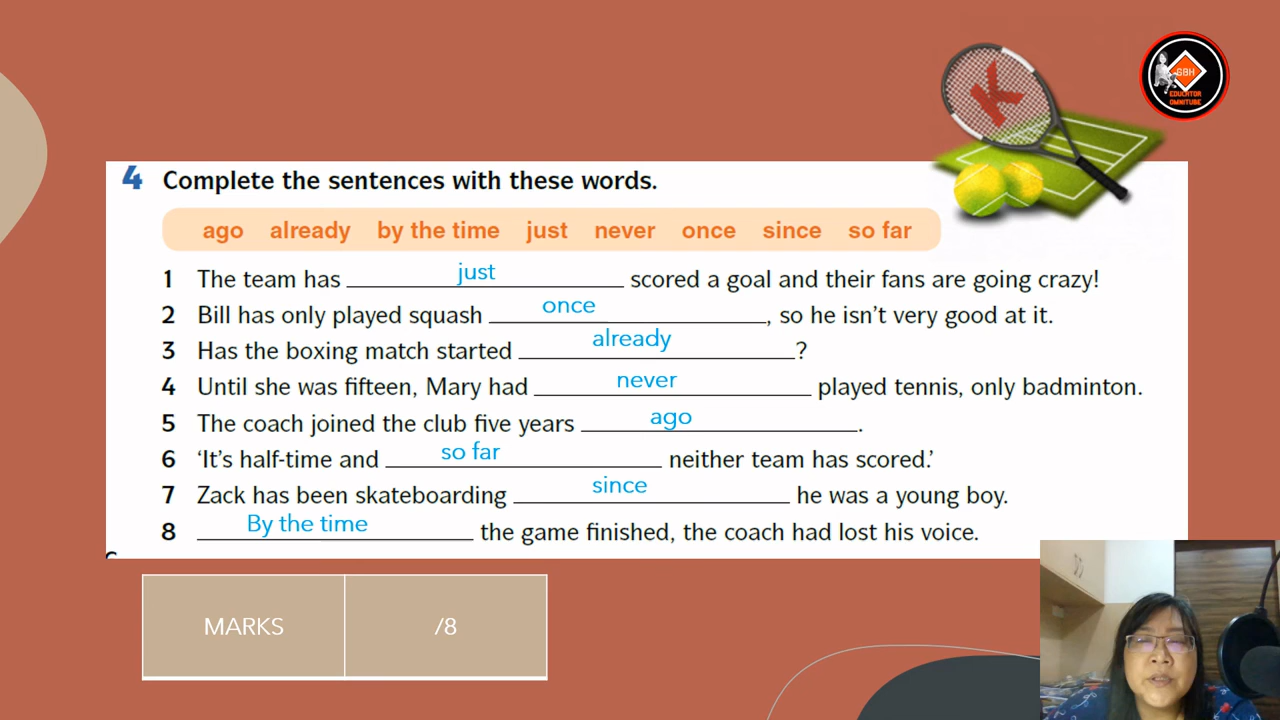 GBH
EDUCATOR
OMNITUBE
K
4 Complete the sentences with these words.
ago already by the time just never once since so far
1 The team has just scored a goal and their fans are going crazy!
2 Bill has only played squash once, so he isn't very good at it.
3 Has the boxing match started already?
4 Until she was fifteen, Mary had never played tennis, only badminton.
5 The coach joined the club five years ago.
6 ‘It's half-time and so far neither team has scored.’
7 Zack has been skateboarding since he was a young boy.
8 By the time the game finished, the coach had lost his voice.
MARKS /8